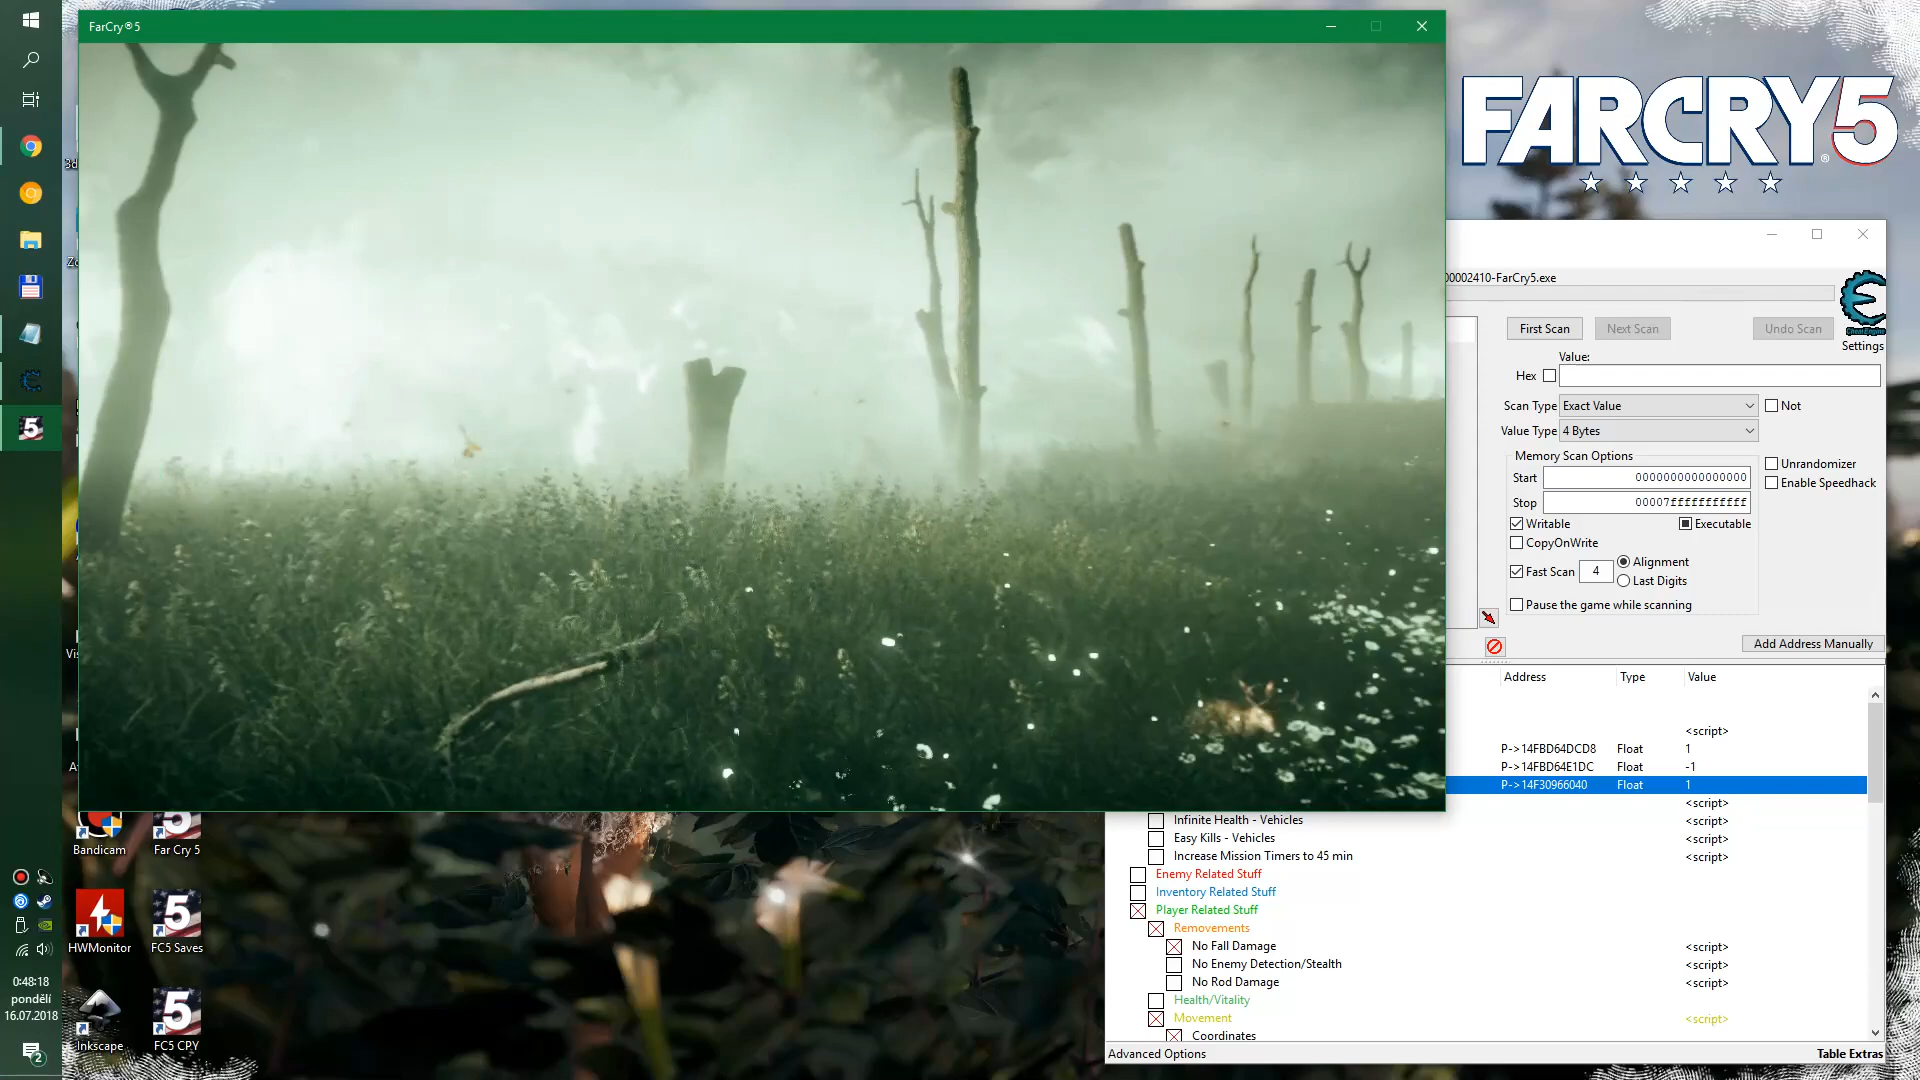 FarCry®5
FARCRY5
®
00002410-FarCry5.exe
First Scan
Next Scan
Undo Scan
Settings
Value:
Hex
Scan Type
Exact Value
Not
Value Type
4 Bytes
Memory Scan Options
Start
0000000000000000
Unrandomizer
Stop
00007fffffffffff
Enable Speedhack
Writable
Executable
CopyOnWrite
Fast Scan
4
Alignment
Last Digits
Pause the game while scanning
Add Address Manually
Address Type Value
<script>
P->14FBD64DCD8 Float 1
P->14FBD64E1DC Float -1
P->14F30966040 Float 1
<script>
Infinite Health - Vehicles <script>
Easy Kills - Vehicles <script>
Increase Mission Timers to 45 min <script>
Enemy Related Stuff
Inventory Related Stuff
Player Related Stuff
Removements
No Fall Damage <script>
No Enemy Detection/Stealth <script>
No Rod Damage <script>
Health/Vitality
Movement <script>
Coordinates
Advanced Options
Table Extras
Bandicam
Far Cry 5
HWMonitor
FC5 Saves
Inkscape
FC5 CPY
0:48:18
pondělí
16.07.2018
2